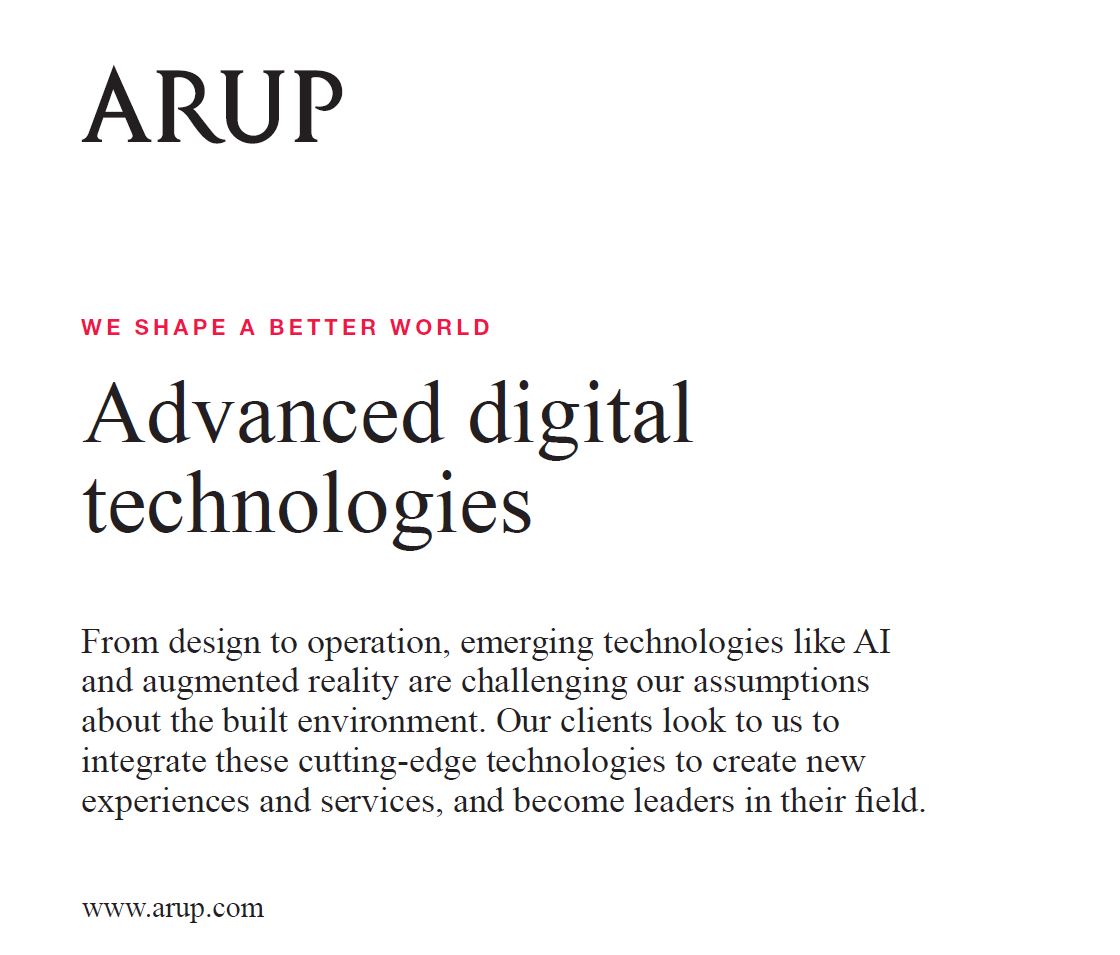 ARUP
WE SHAPE A BETTER WORLD
Advanced digital
technologies
From design to operation, emerging technologies like AI
and augmented reality are challenging our assumptions
about the built environment. Our clients look to us to
integrate these cutting-edge technologies to create new
experiences and services, and become leaders in their field.
www.arup.com